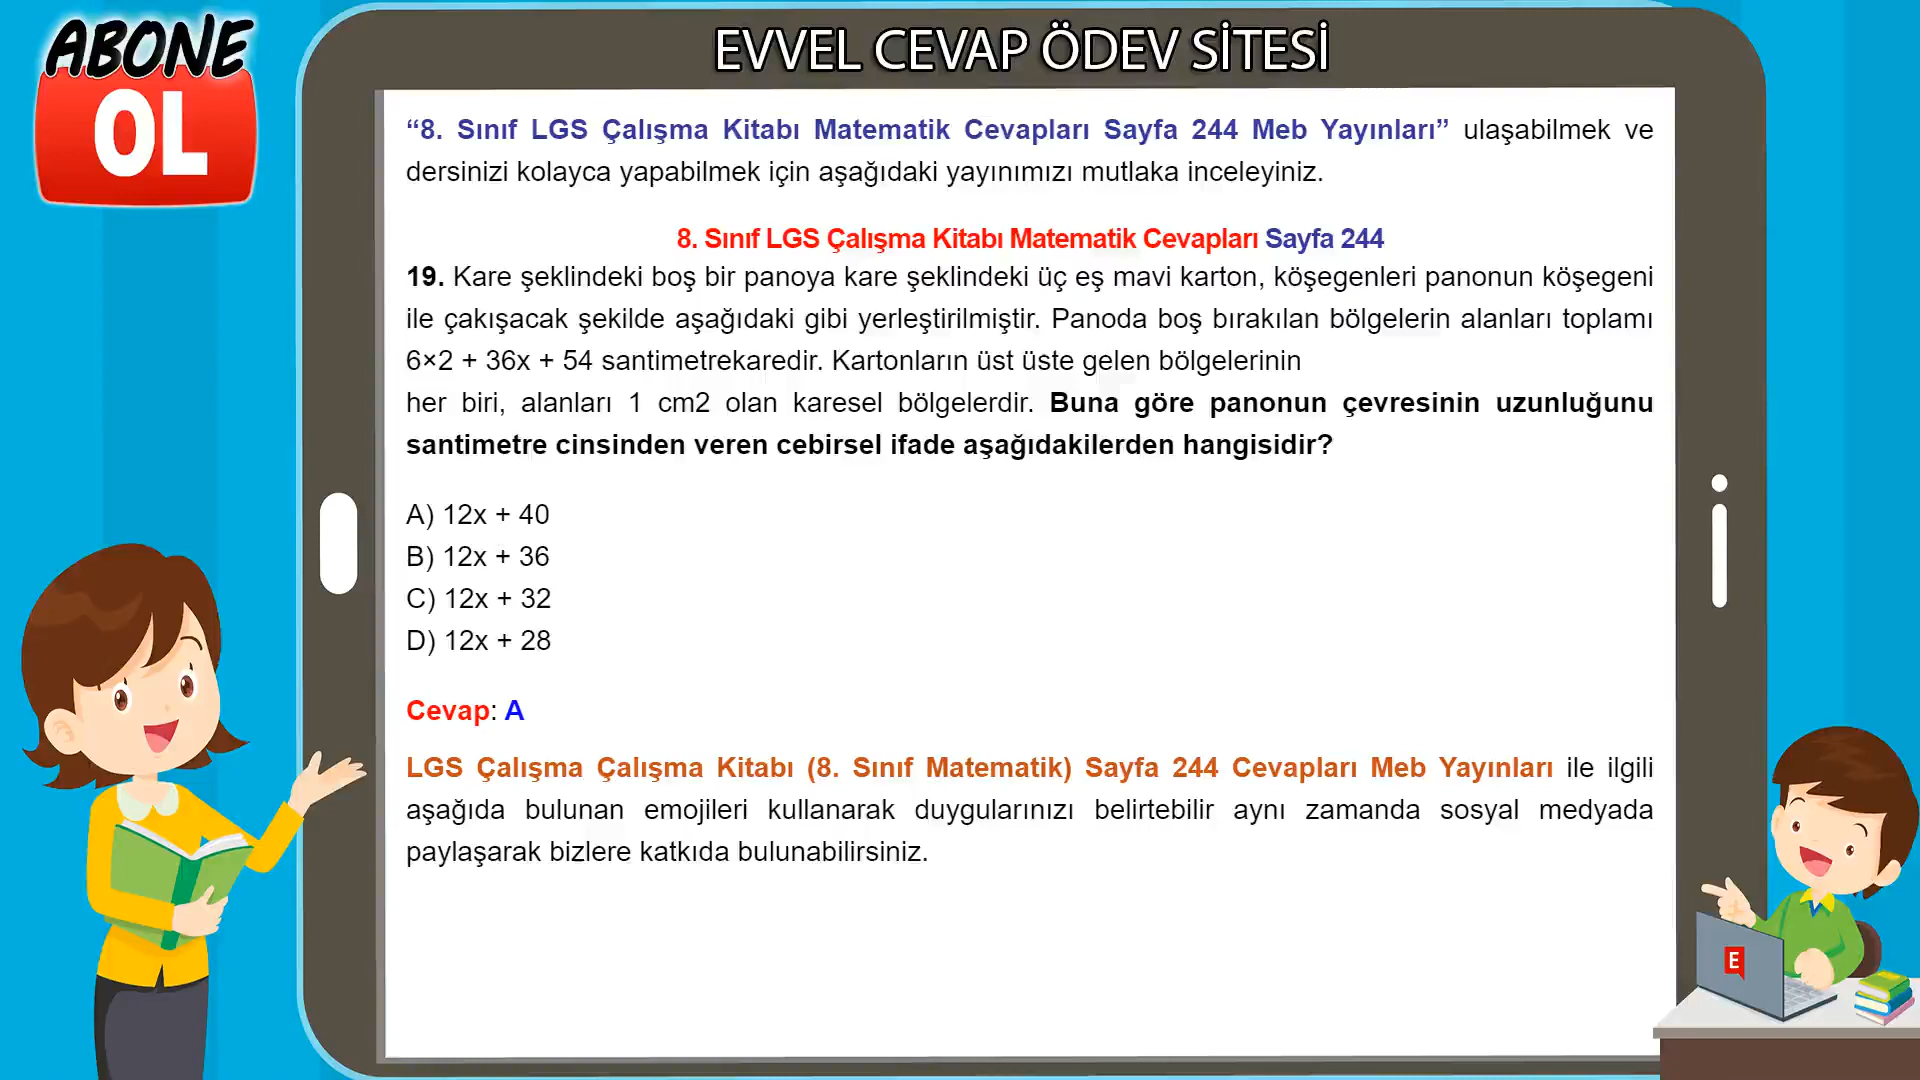 ABONE
OL
EVVEL CEVAP ÖDEV SİTESİ
“8. Sınıf LGS Çalışma Kitabı Matematik Cevapları Sayfa 244 Meb Yayınları” ulaşabilmek ve
dersinizi kolayca yapabilmek için aşağıdaki yayınımızı mutlaka inceleyiniz.
8. Sınıf LGS Çalışma Kitabı Matematik Cevapları Sayfa 244
19. Kare şeklindeki boş bir panoya kare şeklindeki üç eş mavi karton, köşegenleri panonun köşegeni
ile çakışacak şekilde aşağıdaki gibi yerleştirilmiştir. Panoda boş bırakılan bölgelerin alanları toplamı
6×2 + 36x + 54 santimetrekaredir. Kartonların üst üste gelen bölgelerinin
her biri, alanları 1 cm2 olan karesel bölgelerdir. Buna göre panonun çevresinin uzunluğunu
santimetre cinsinden veren cebirsel ifade aşağıdakilerden hangisidir?
A) 12x + 40
B) 12x + 36
C) 12x + 32
D) 12x + 28
Cevap: A
LGS Çalışma Çalışma Kitabı (8. Sınıf Matematik) Sayfa 244 Cevapları Meb Yayınları ile ilgili
aşağıda bulunan emojileri kullanarak duygularınızı belirtebilir aynı zamanda sosyal medyada
paylaşarak bizlere katkıda bulunabilirsiniz.
E